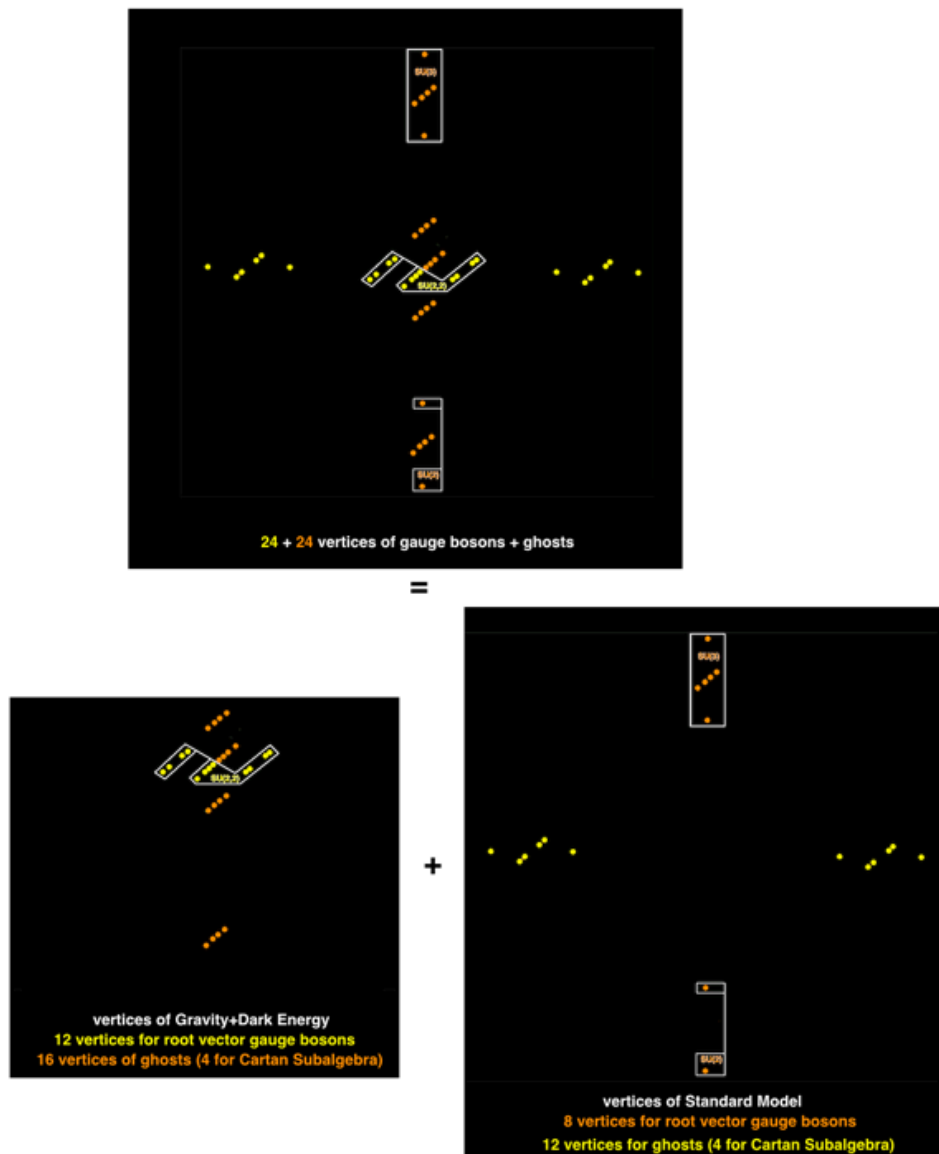 SU(3)
SU(2,2)
SU(2)
24 + 24 vertices of gauge bosons + ghosts
=
SU(2,2)
vertices of Gravity+Dark Energy
12 vertices for root vector gauge bosons
16 vertices of ghosts (4 for Cartan Subalgebra)
+
SU(3)
SU(2)
vertices of Standard Model
8 vertices for root vector gauge bosons
12 vertices for ghosts (4 for Cartan Subalgebra)